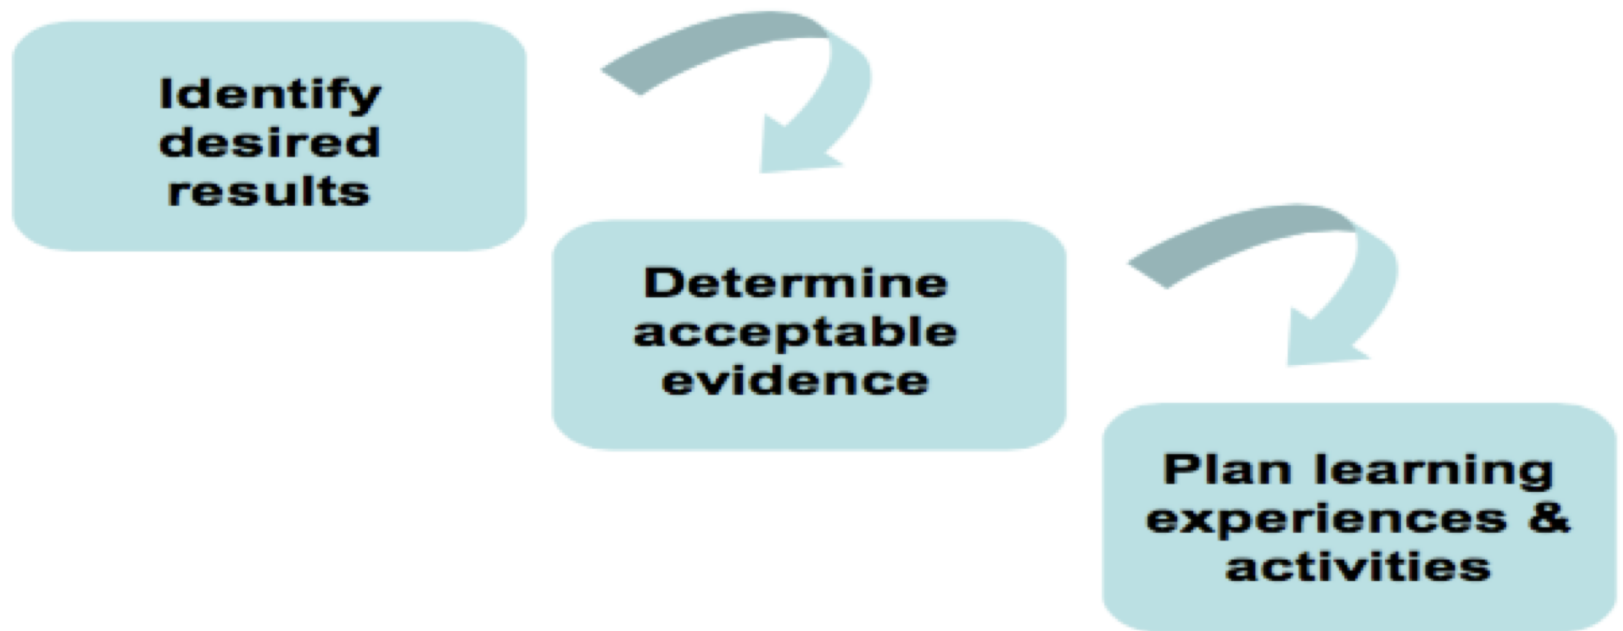 Identify
desired
results
Determine
acceptable
evidence
Plan learning
experiences &
activities